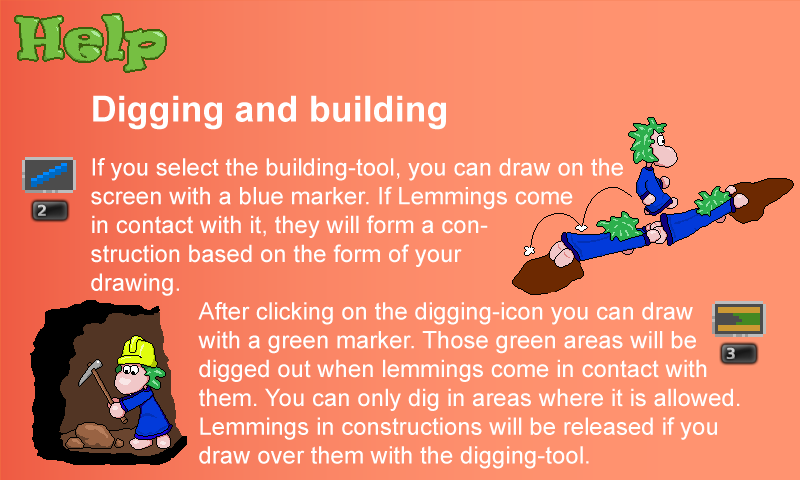 Help
Digging and building
If you select the building-tool, you can draw on the
screen with a blue marker. If Lemmings come
in contact with it, they will form a con-
struction based on the form of your
drawing.
2
After clicking on the digging-icon you can draw
with a green marker. Those green areas will be
digged out when lemmings come in contact with
them. You can only dig in areas where it is allowed.
Lemmings in constructions will be released if you
draw over them with the digging-tool.
3